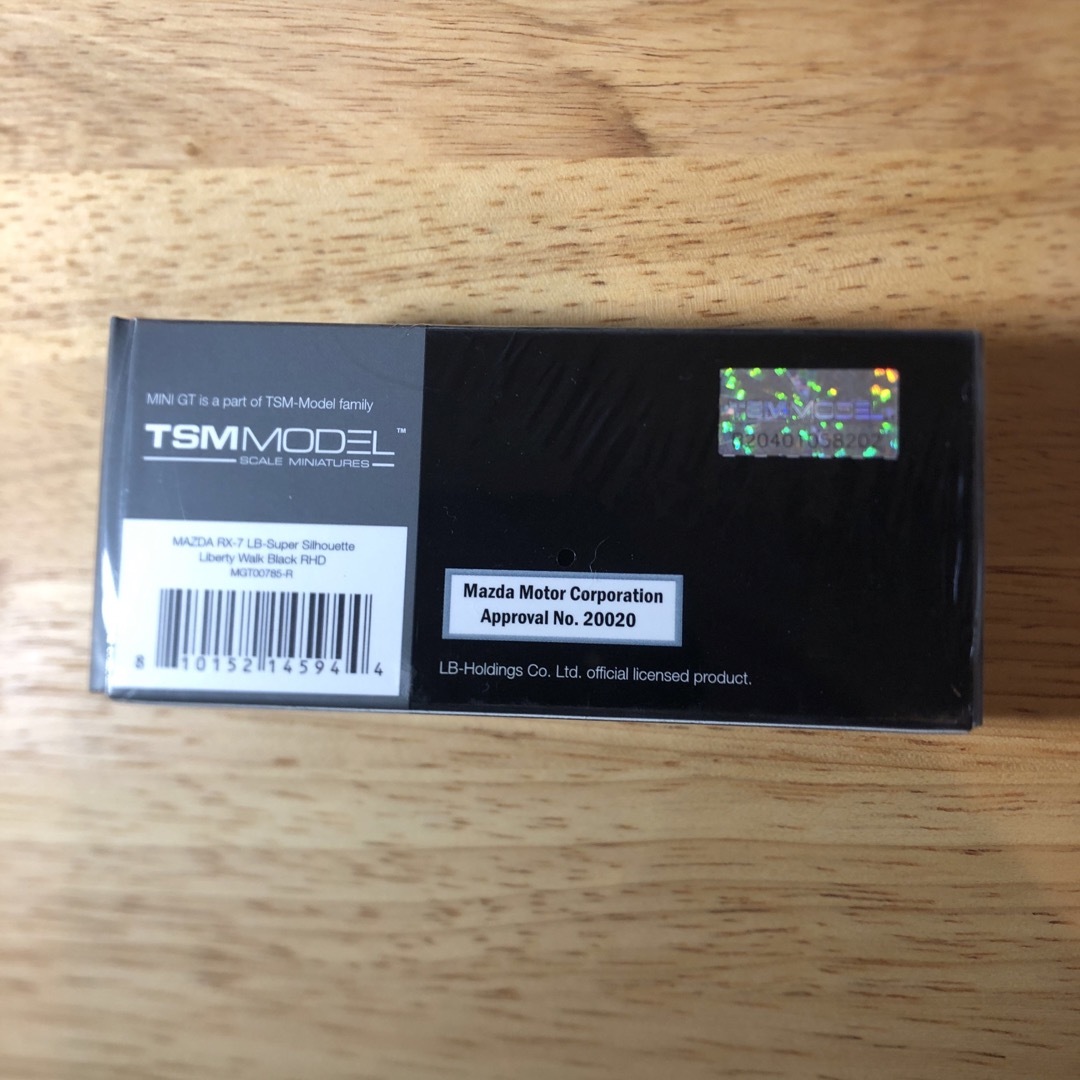 MINI GT is a part of TSM-Model family
TSMMODEL™
SCALE MINIATURES
MAZDA RX-7 LB-Super Silhouette
Liberty Walk Black RHD
MGT00785-R
8 10152 14594 4
TSMMODEL
020401058202
Mazda Motor Corporation
Approval No. 20020
LB-Holdings Co. Ltd. official licensed product.